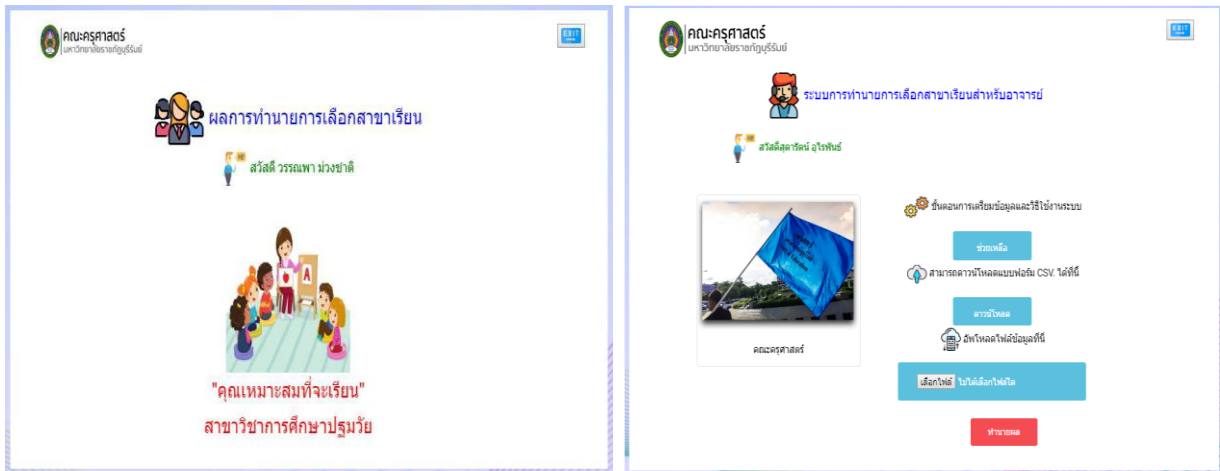 คณะครุศาสตร์
มหาวิทยาลัยราชภัฏบุรีรัมย์
EXIT
ผลการทำนายการเลือกสาขาเรียน
สวัสดี วรรณพา ม่วงชาติ
A
"คุณเหมาะสมที่จะเรียน"
สาขาวิชาการศึกษาปฐมวัย
คณะครุศาสตร์
มหาวิทยาลัยราชภัฏบุรีรัมย์
EXIT
ระบบการทำนายการเลือกสาขาเรียนสำหรับอาจารย์
สวัสดีสุดารัตน์ อุไรพันธ์
ขั้นตอนการเตรียมข้อมูลและวิธีใช้งานระบบ
ช่วยเหลือ
สามารถดาวน์โหลดแบบฟอร์ม CSV. ได้ที่นี้
ดาวน์โหลด
อัพโหลดไฟล์ข้อมูลที่นี่
คณะครุศาสตร์
เลือกไฟล์ ไม่ได้เลือกไฟล์ใด
ทำนายผล